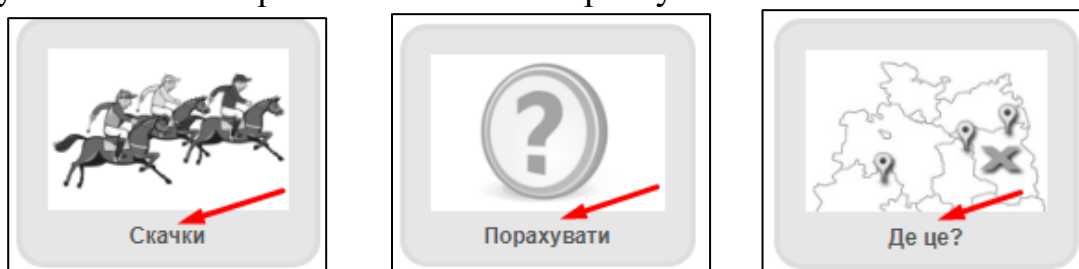 Скачки
Порахувати
Де це?